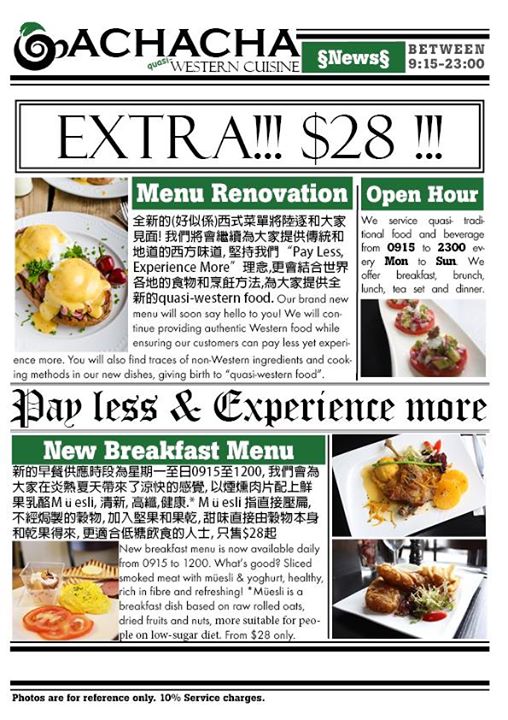 GACHACHA
quasi-WESTERN CUISINE
§News§
BETWEEN
9:15-23:00
EXTRA!!! $28 !!!
Menu Renovation
全新的(好似係)西式菜單將陸逐和大家
見面! 我們將會繼續為大家提供傳統和
地道的西方味道, 堅持我們 “Pay Less,
Experience More” 理念,更會結合世界
各地的食物和烹飪方法,為大家提供全
新的quasi-western food. Our brand new
menu will soon say hello to you! We will con-
tinue providing authentic Western food while
ensuring our customers can pay less yet experi-
ence more. You will also find traces of non-Western ingredients and cook-
ing methods in our new dishes, giving birth to “quasi-western food”.
Open Hour
We service quasi- tradi-
tional food and beverage
from 0915 to 2300 ev-
ery Mon to Sun. We
offer breakfast, brunch,
lunch, tea set and dinner.
Pay less & Experience more
New Breakfast Menu
新的早餐供應時段為星期一至日0915至1200, 我們會為
大家在炎熱夏天帶來了涼快的感覺, 以煙燻肉片配上鮮
果乳酪Müesli, 清新, 高纖,健康.* Müesli 指直接壓扁,
不經焗製的穀物, 加入堅果和果乾, 甜味直接由穀物本身
和乾果得來, 更適合低糖飲食的人士, 只售$28起
New breakfast menu is now available daily
from 0915 to 1200. What’s good? Sliced
smoked meat with müesli & yoghurt, healthy,
rich in fibre and refreshing! *Müesli is a
breakfast dish based on raw rolled oats,
dried fruits and nuts, more suitable for peo-
ple on low-sugar diet. From $28 only.
Photos are for reference only. 10% Service charges.